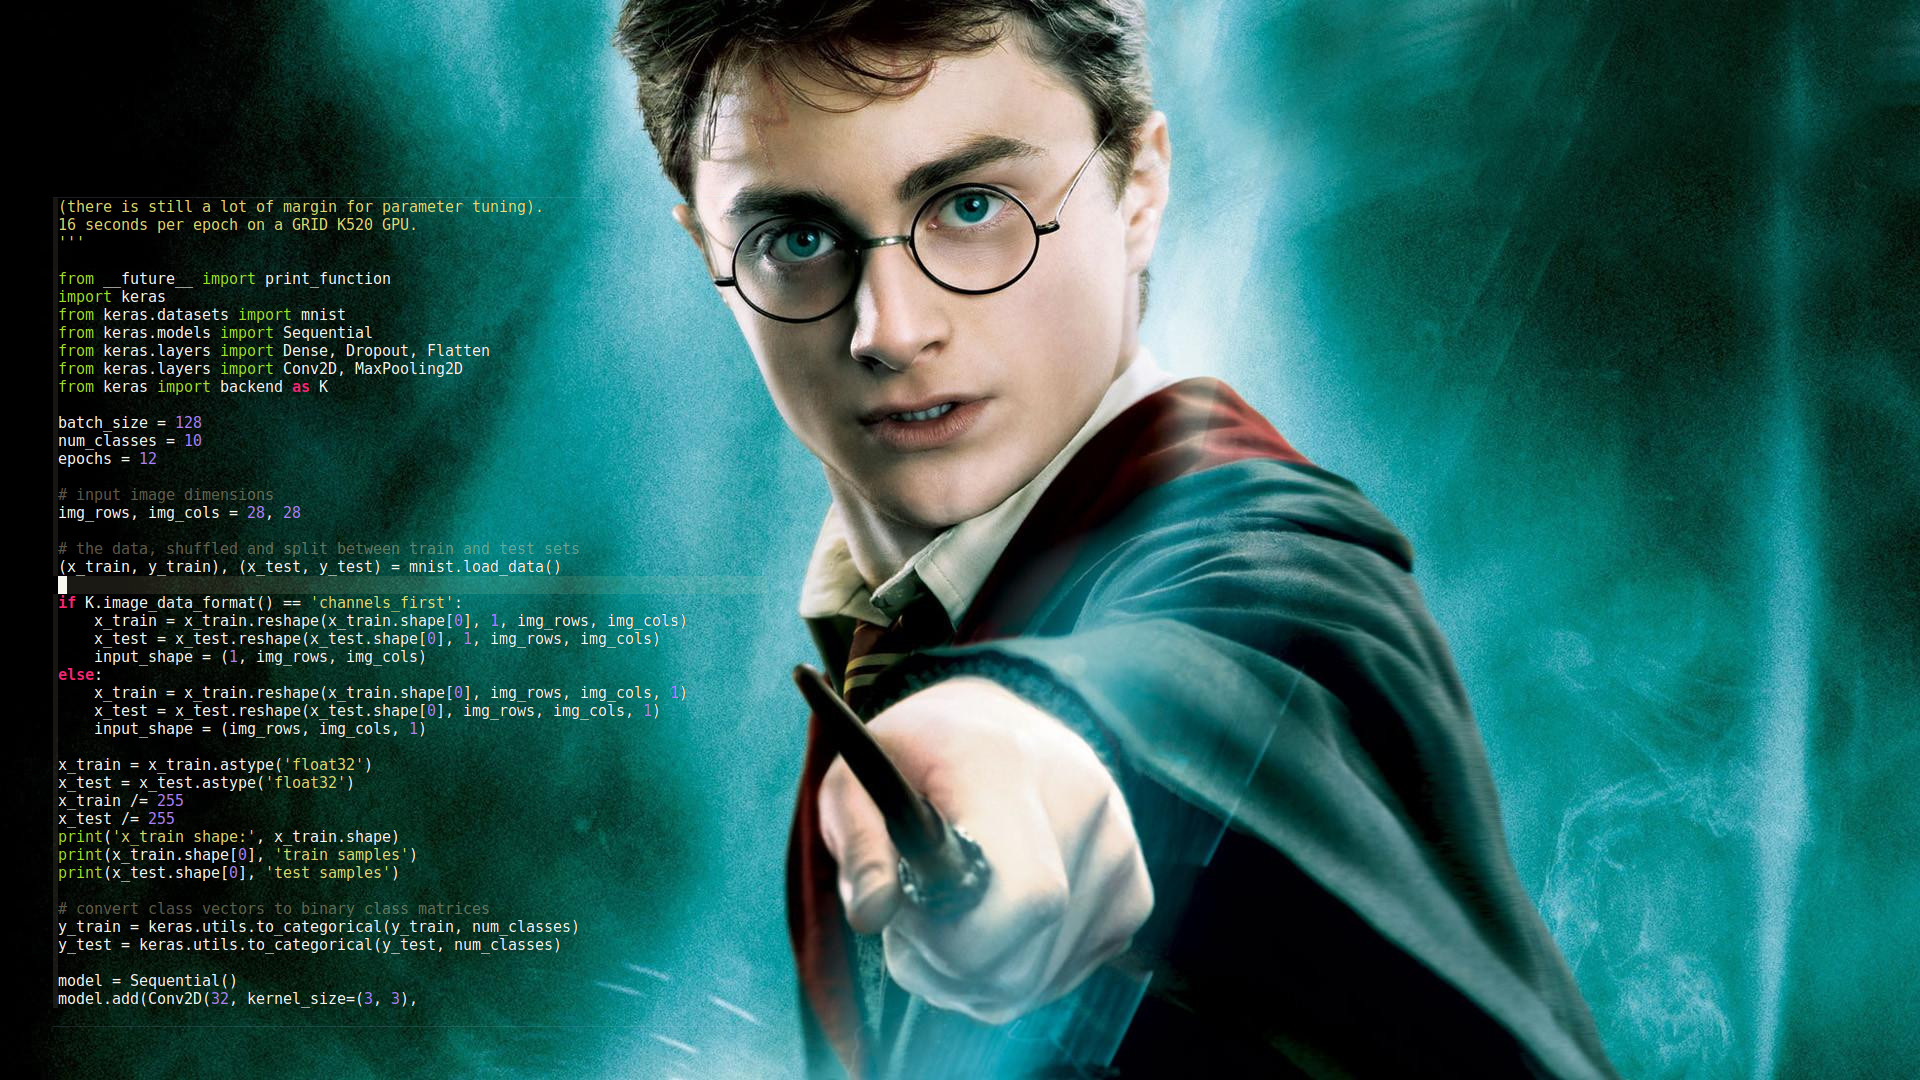 (there is still a lot of margin for parameter tuning).
16 seconds per epoch on a GRID K520 GPU.
'''
from __future__ import print_function
import keras
from keras.datasets import mnist
from keras.models import Sequential
from keras.layers import Dense, Dropout, Flatten
from keras.layers import Conv2D, MaxPooling2D
from keras import backend as K
batch_size = 128
num_classes = 10
epochs = 12
# input image dimensions
img_rows, img_cols = 28, 28
# the data, shuffled and split between train and test sets
(x_train, y_train), (x_test, y_test) = mnist.load_data()
if K.image_data_format() == 'channels_first':
    x_train = x_train.reshape(x_train.shape[0], 1, img_rows, img_cols)
    x_test = x_test.reshape(x_test.shape[0], 1, img_rows, img_cols)
    input_shape = (1, img_rows, img_cols)
else:
    x_train = x_train.reshape(x_train.shape[0], img_rows, img_cols, 1)
    x_test = x_test.reshape(x_test.shape[0], img_rows, img_cols, 1)
    input_shape = (img_rows, img_cols, 1)
x_train = x_train.astype('float32')
x_test = x_test.astype('float32')
x_train /= 255
x_test /= 255
print('x_train shape:', x_train.shape)
print(x_train.shape[0], 'train samples')
print(x_test.shape[0], 'test samples')
# convert class vectors to binary class matrices
y_train = keras.utils.to_categorical(y_train, num_classes)
y_test = keras.utils.to_categorical(y_test, num_classes)
model = Sequential()
model.add(Conv2D(32, kernel_size=(3, 3),